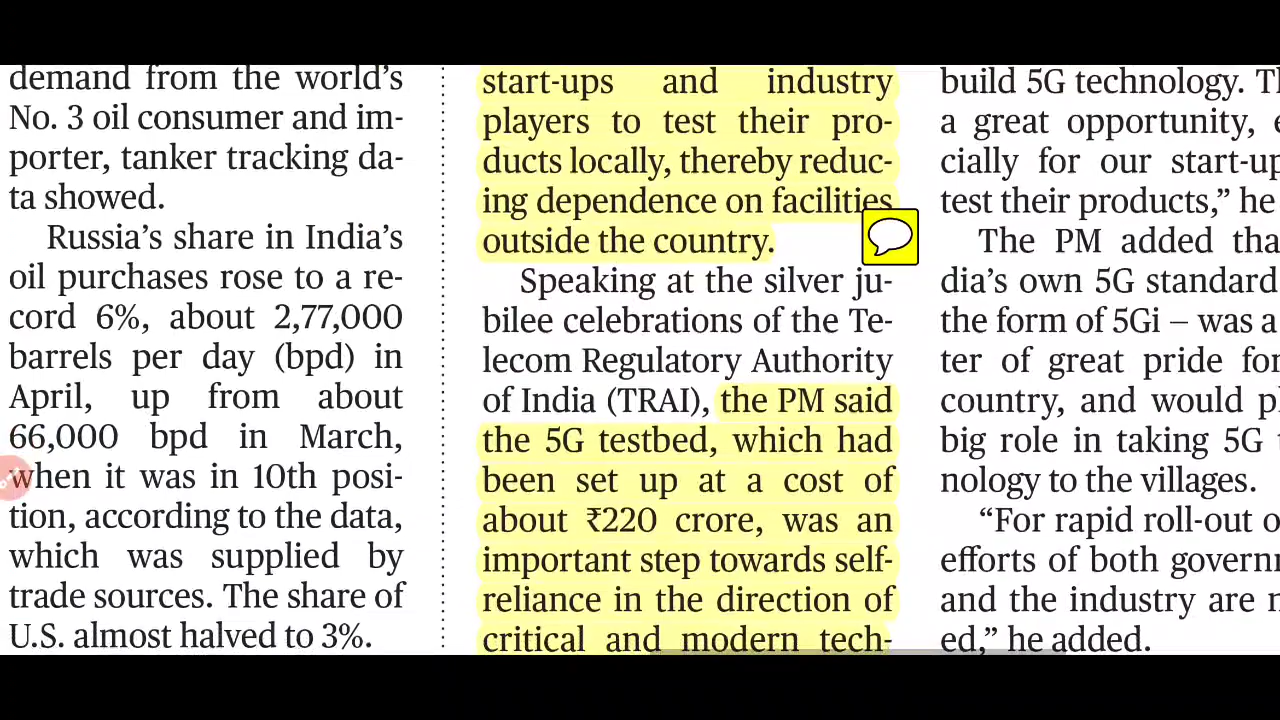 demand from the world’s
No. 3 oil consumer and im-
porter, tanker tracking da-
ta showed.
Russia’s share in India’s
oil purchases rose to a re-
cord 6%, about 2,77,000
barrels per day (bpd) in
April, up from about
66,000 bpd in March,
when it was in 10th posi-
tion, according to the data,
which was supplied by
trade sources. The share of
U.S. almost halved to 3%.
start-ups and industry
players to test their pro-
ducts locally, thereby reduc-
ing dependence on facilities
outside the country.
Speaking at the silver ju-
bilee celebrations of the Te-
lecom Regulatory Authority
of India (TRAI), the PM said
the 5G testbed, which had
been set up at a cost of
about ₹220 crore, was an
important step towards self-
reliance in the direction of
critical and modern tech-
build 5G technology. Th
a great opportunity, e
cially for our start-up
test their products,” he
The PM added tha
dia’s own 5G standard
the form of 5Gi – was a
ter of great pride for
country, and would pl
big role in taking 5G t
nology to the villages.
“For rapid roll-out o
efforts of both governm
and the industry are n
ed,” he added.